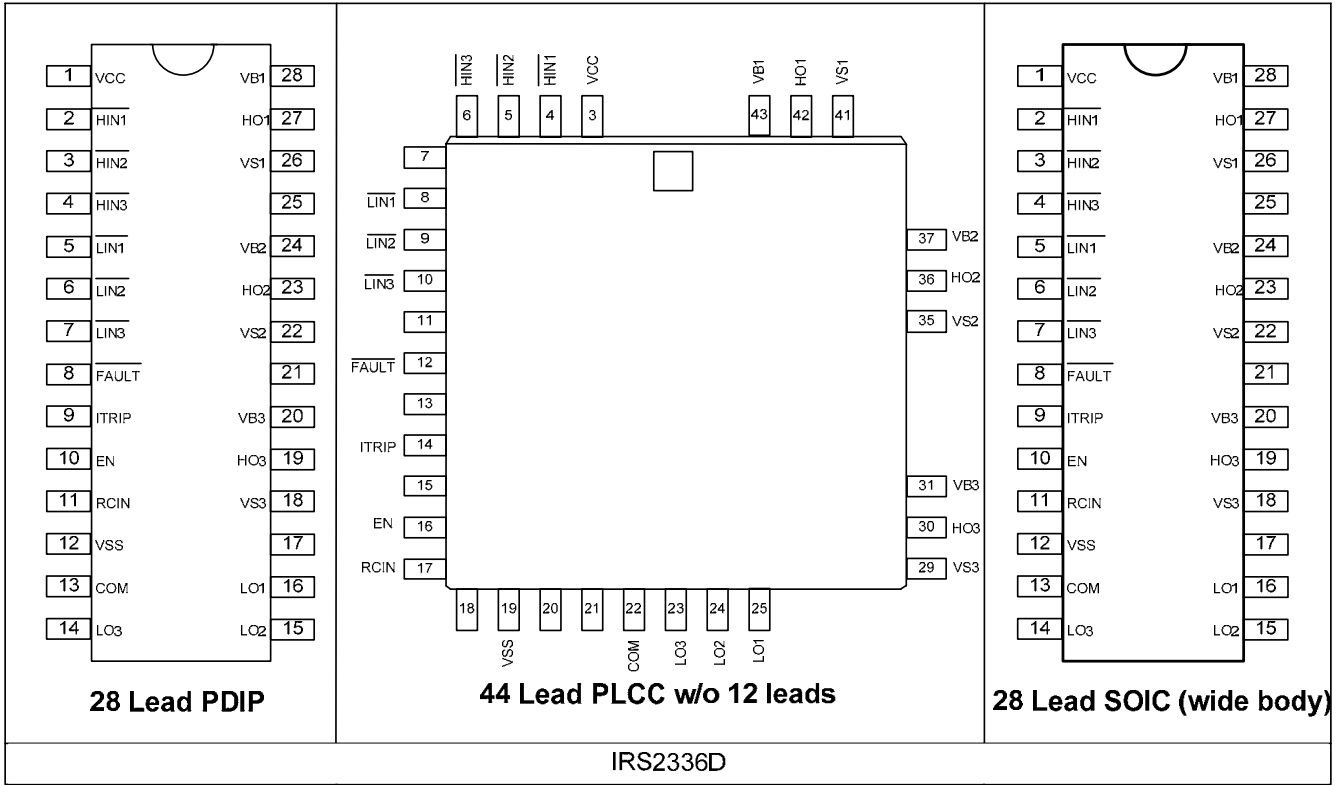 1 VCC VB1 28
2 HIN1 HO1 27
3 HIN2 VS1 26
4 HIN3 25
5 LIN1 VB2 24
6 LIN2 HO2 23
7 LIN3 VS2 22
8 FAULT 21
9 ITRIP VB3 20
10 EN HO3 19
11 RCIN VS3 18
12 VSS 17
13 COM LO1 16
14 LO3 LO2 15
28 Lead PDIP
HIN3 HIN2 HIN1 VCC VB1 HO1 VS1
6 5 4 3 43 42 41
7
LIN1 8
LIN2 9 37 VB2
LIN3 10 36 HO2
11 35 VS2
FAULT 12
13
ITRIP 14
15 31 VB3
EN 16 30 HO3
RCIN 17 29 VS3
18 19 20 21 22 23 24 25
VSS COM LO3 LO2 LO1
44 Lead PLCC w/o 12 leads
1 VCC VB1 28
2 HIN1 HO1 27
3 HIN2 VS1 26
4 HIN3 25
5 LIN1 VB2 24
6 LIN2 HO2 23
7 LIN3 VS2 22
8 FAULT 21
9 ITRIP VB3 20
10 EN HO3 19
11 RCIN VS3 18
12 VSS 17
13 COM LO1 16
14 LO3 LO2 15
28 Lead SOIC (wide body)
IRS2336D